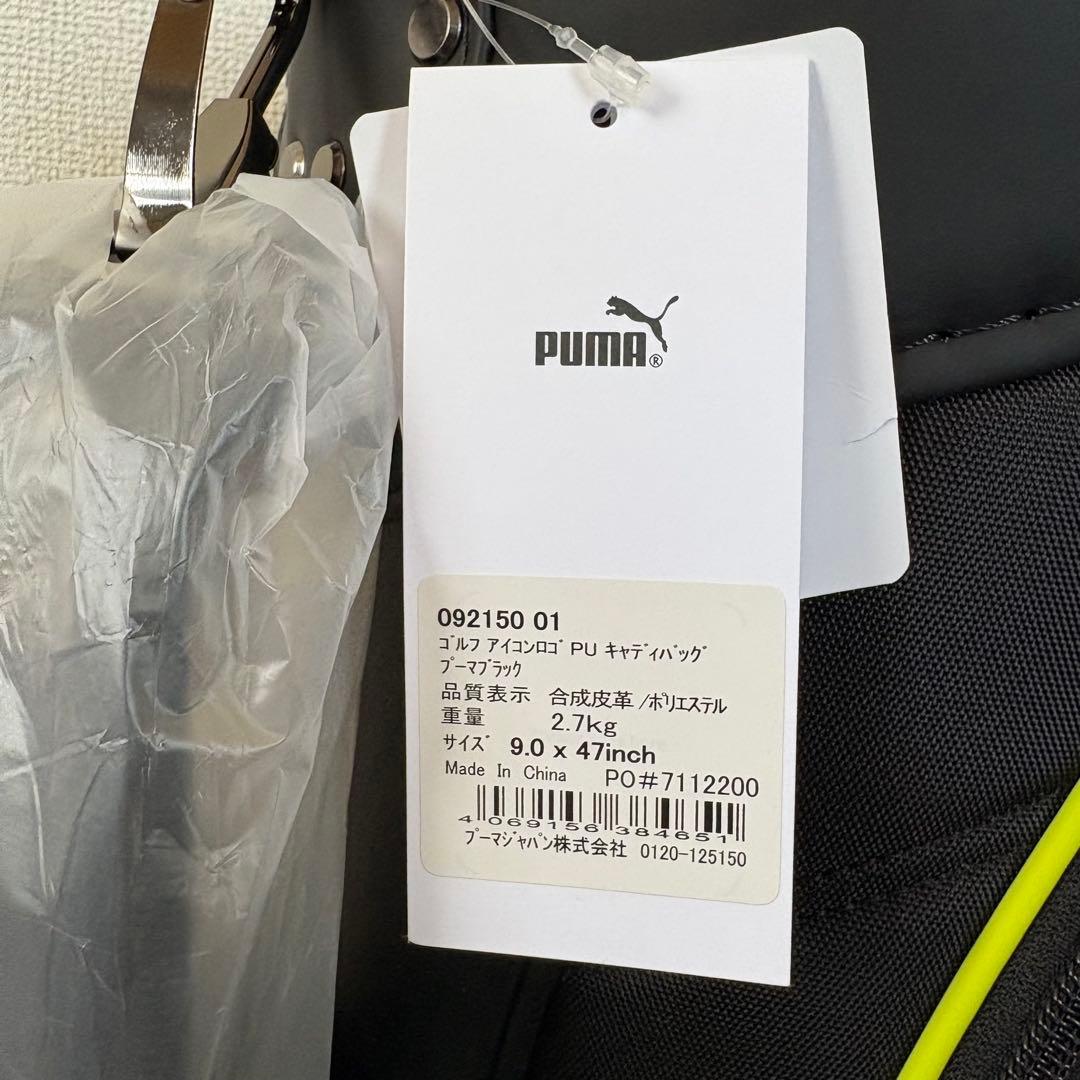 PUMA®
092150 01
ｺﾞﾙﾌ ｱｲｺﾝﾛｺﾞ PU ｷｬﾃﾞｨﾊﾞｯｸﾞ
ﾌﾟｰﾏﾌﾞﾗｯｸ
品質表示 合成皮革 /ﾎﾟﾘｴｽﾃﾙ
重量 2.7kg
ｻｲｽﾞ 9.0 x 47inch
Made In China PO#7112200
4 069156 384651
ﾌﾟｰﾏｼﾞｬﾊﾟﾝ株式会社 0120-125150